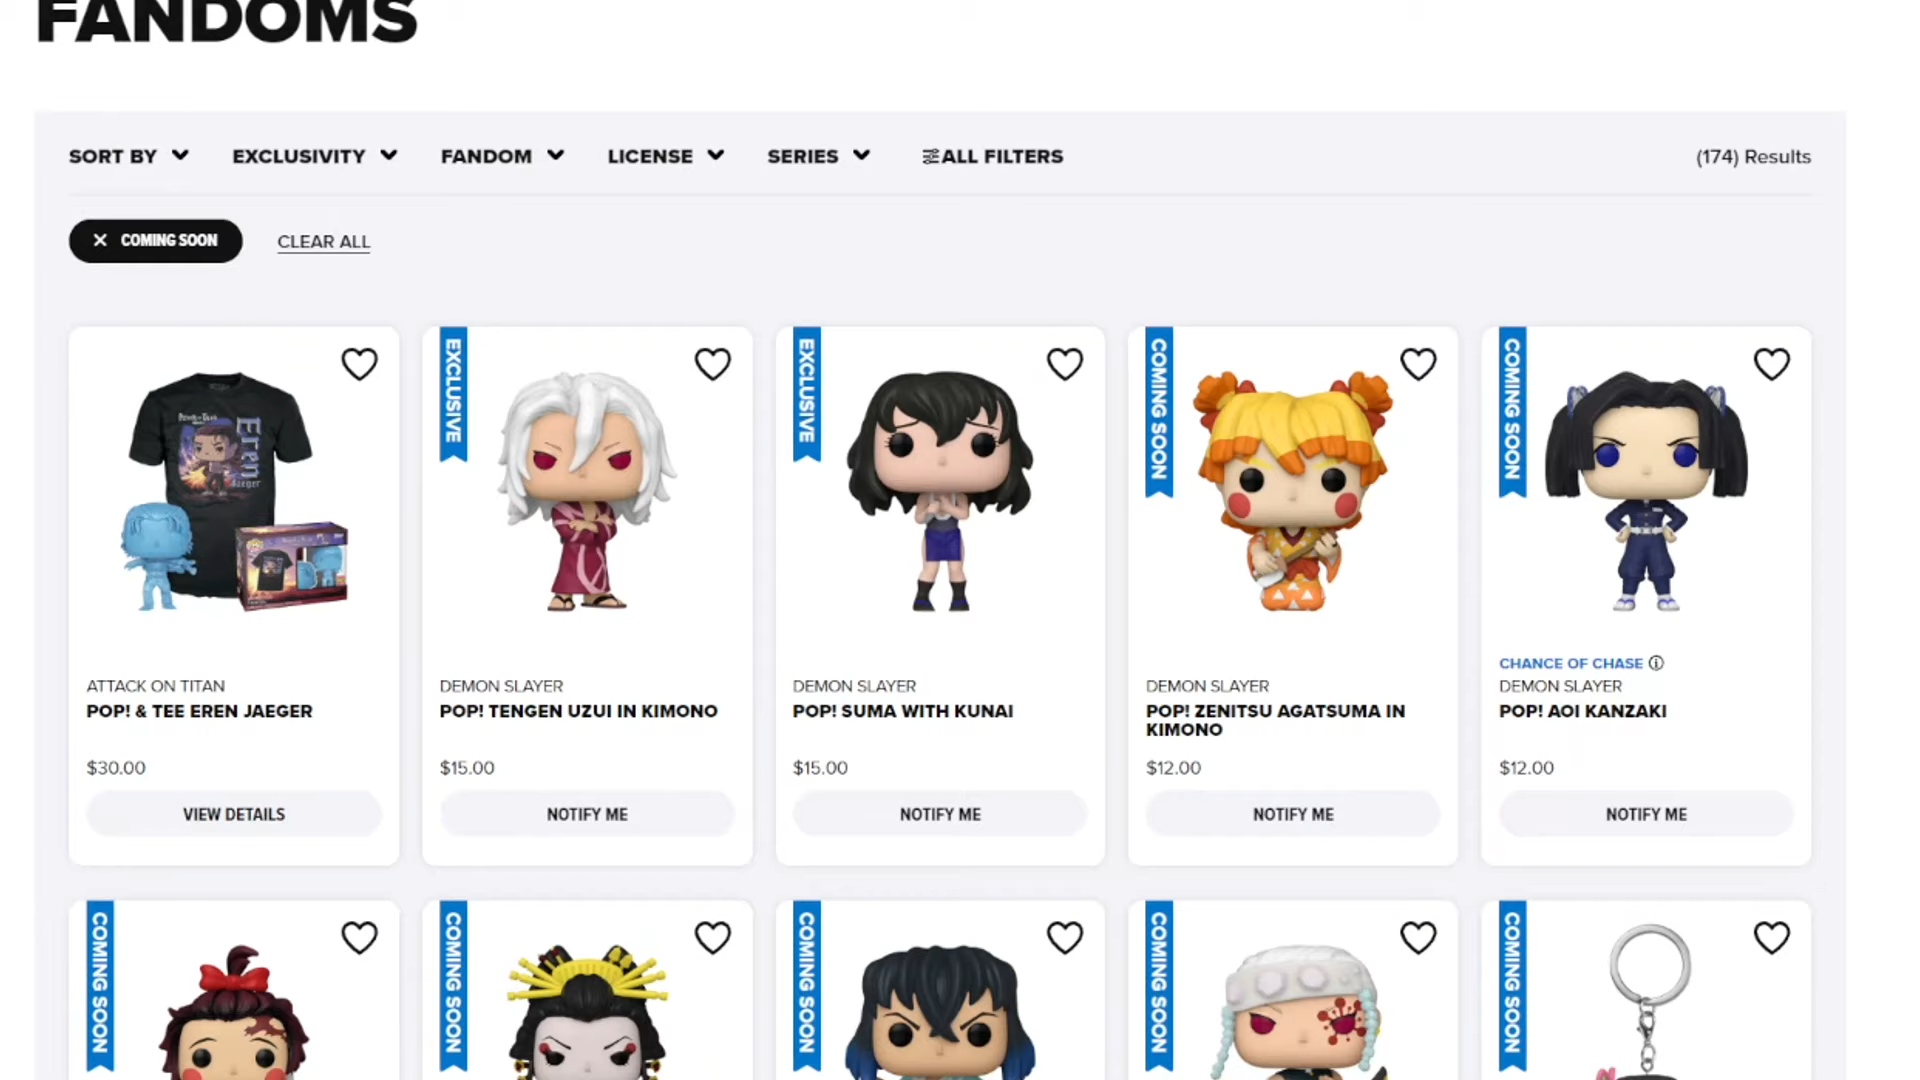 FANDOMS
SORT BY EXCLUSIVITY FANDOM LICENSE SERIES ALL FILTERS (174) Results
COMING SOON CLEAR ALL
EXCLUSIVE
EXCLUSIVE
COMING SOON
COMING SOON
Eren
Jaeger
CHANCE OF CHASE
ATTACK ON TITAN
POP! & TEE EREN JAEGER
$30.00
VIEW DETAILS
DEMON SLAYER
POP! TENGEN UZUI IN KIMONO
$15.00
NOTIFY ME
DEMON SLAYER
POP! SUMA WITH KUNAI
$15.00
NOTIFY ME
DEMON SLAYER
POP! ZENITSU AGATSUMA IN
KIMONO
$12.00
NOTIFY ME
DEMON SLAYER
POP! AOI KANZAKI
$12.00
NOTIFY ME
COMING SOON
COMING SOON
COMING SOON
COMING SOON
COMING SOON